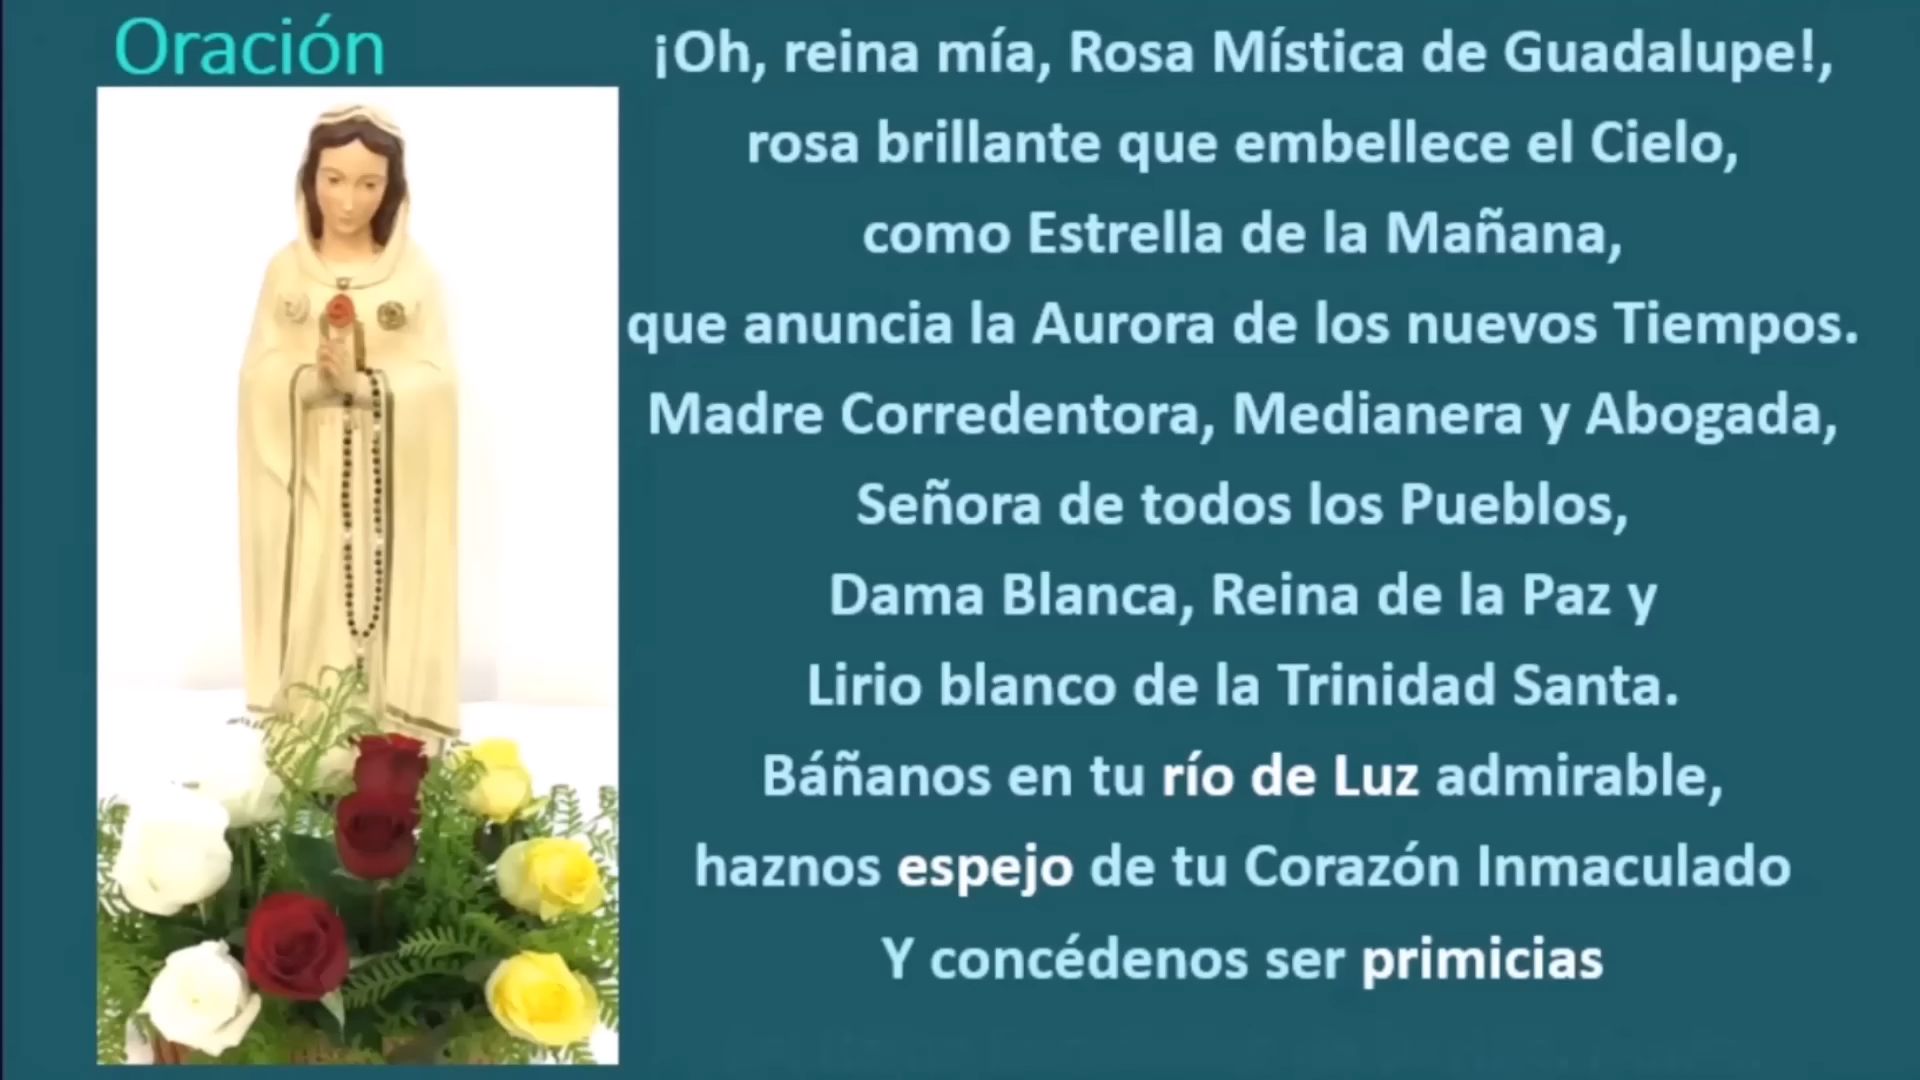 Oración
¡Oh, reina mía, Rosa Mística de Guadalupe!,
rosa brillante que embellece el Cielo,
como Estrella de la Mañana,
que anuncia la Aurora de los nuevos Tiempos.
Madre Corredentora, Medianera y Abogada,
Señora de todos los Pueblos,
Dama Blanca, Reina de la Paz y
Lirio blanco de la Trinidad Santa.
Báñanos en tu río de Luz admirable,
haznos espejo de tu Corazón Inmaculado
Y concédenos ser primicias